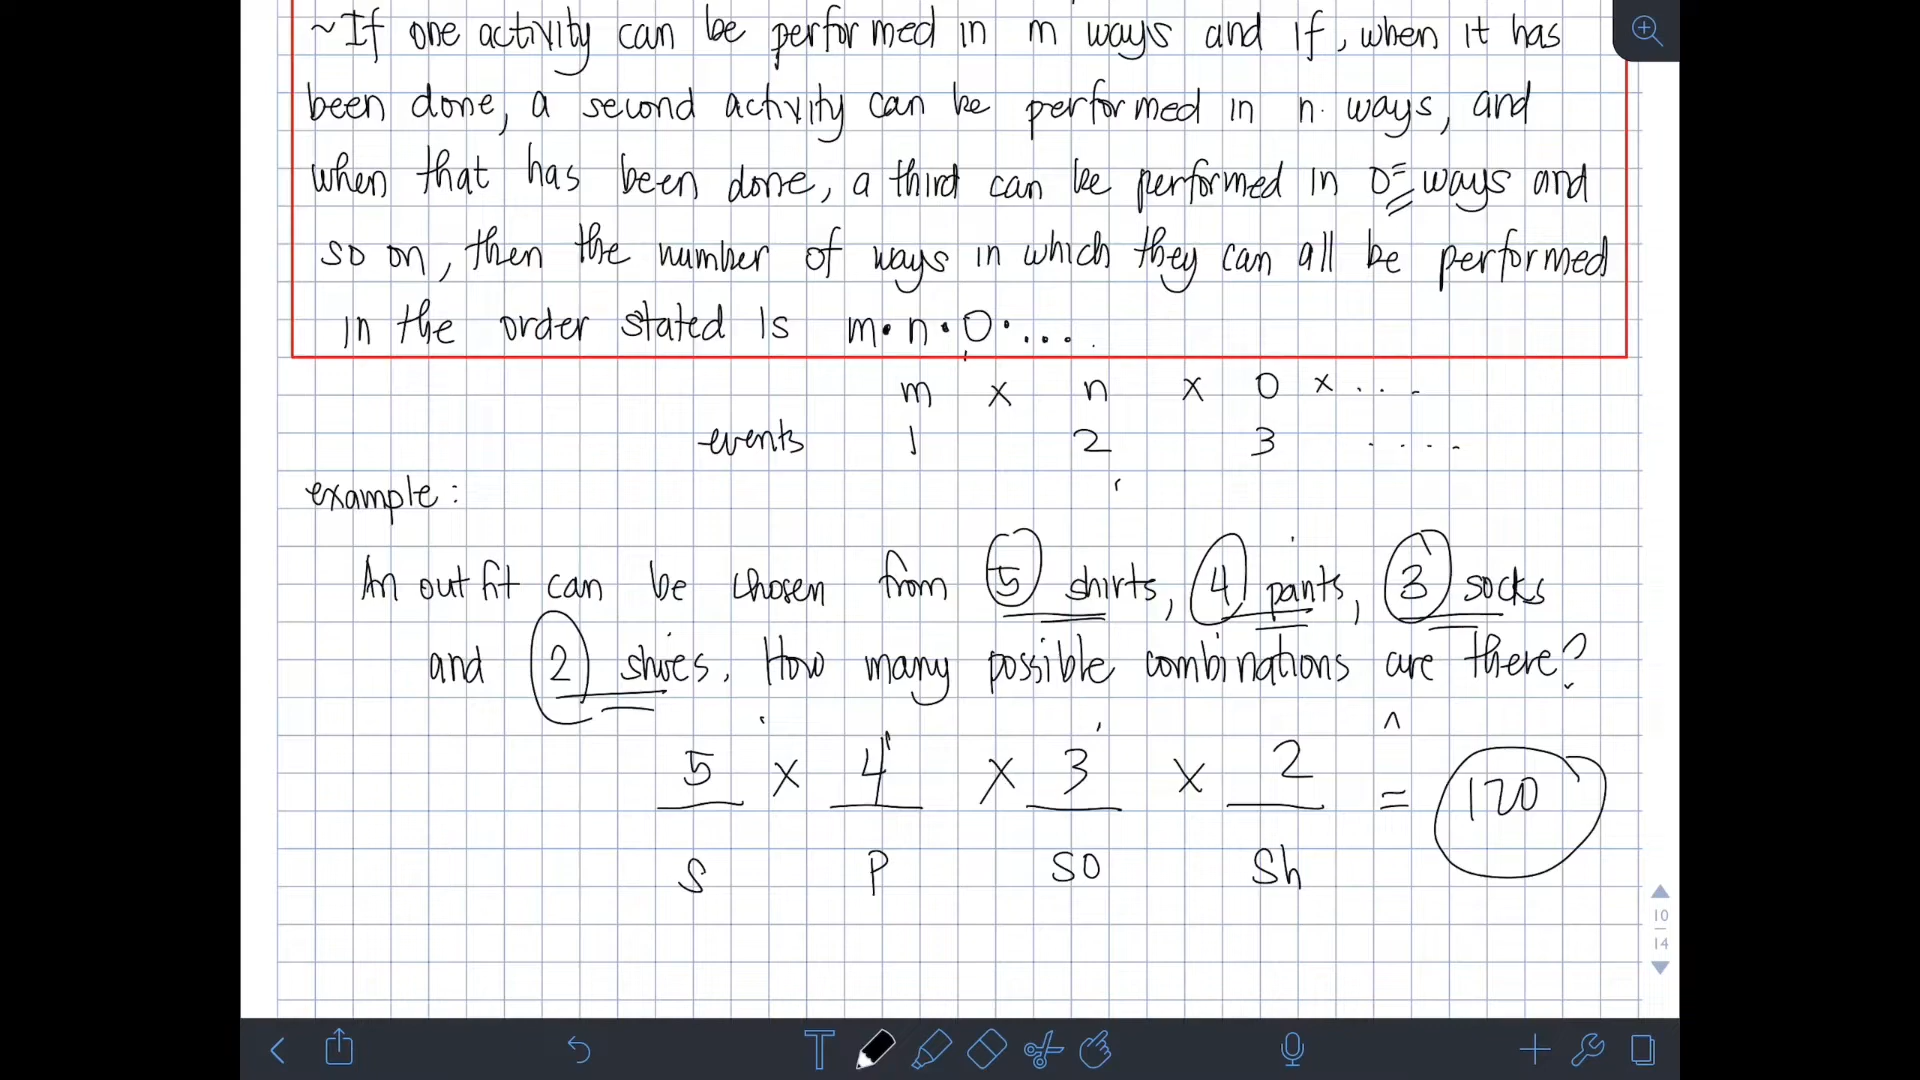 ~If one activity can be performed in m ways and if, when it has
been done, a second activity can be performed in n ways, and
when that has been done, a third can be performed in O ways and
so on, then the number of ways in which they can all be performed
in the order stated is m·n·O·...
m x n x O x ...
events 1 2 3 ....
example:
An outfit can be chosen from 5 shirts, 4 pants, 3 socks
and 2 shoes. How many possible combinations are there?
5 x 4 x 3 x 2 = 120
S P SO Sh
10
14
T